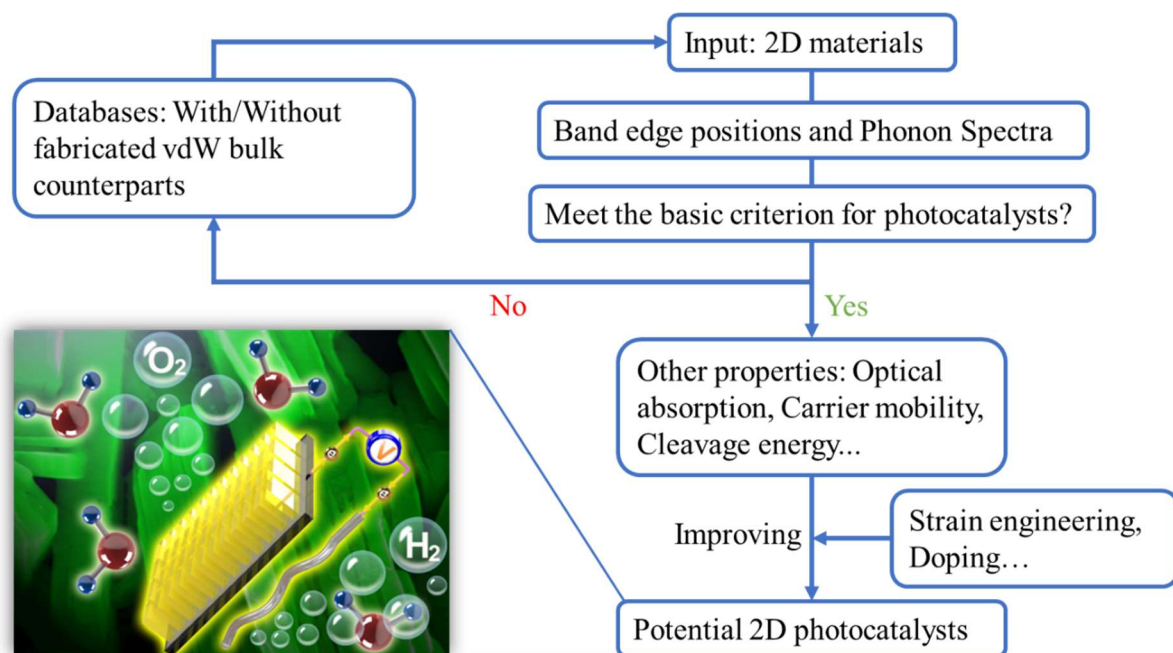 Input: 2D materials
Databases: With/Without
fabricated vdW bulk
counterparts
Band edge positions and Phonon Spectra
Meet the basic criterion for photocatalysts?
No
Yes
Other properties: Optical
absorption, Carrier mobility,
Cleavage energy...
Improving
Strain engineering,
Doping…
Potential 2D photocatalysts
O2
V
H2